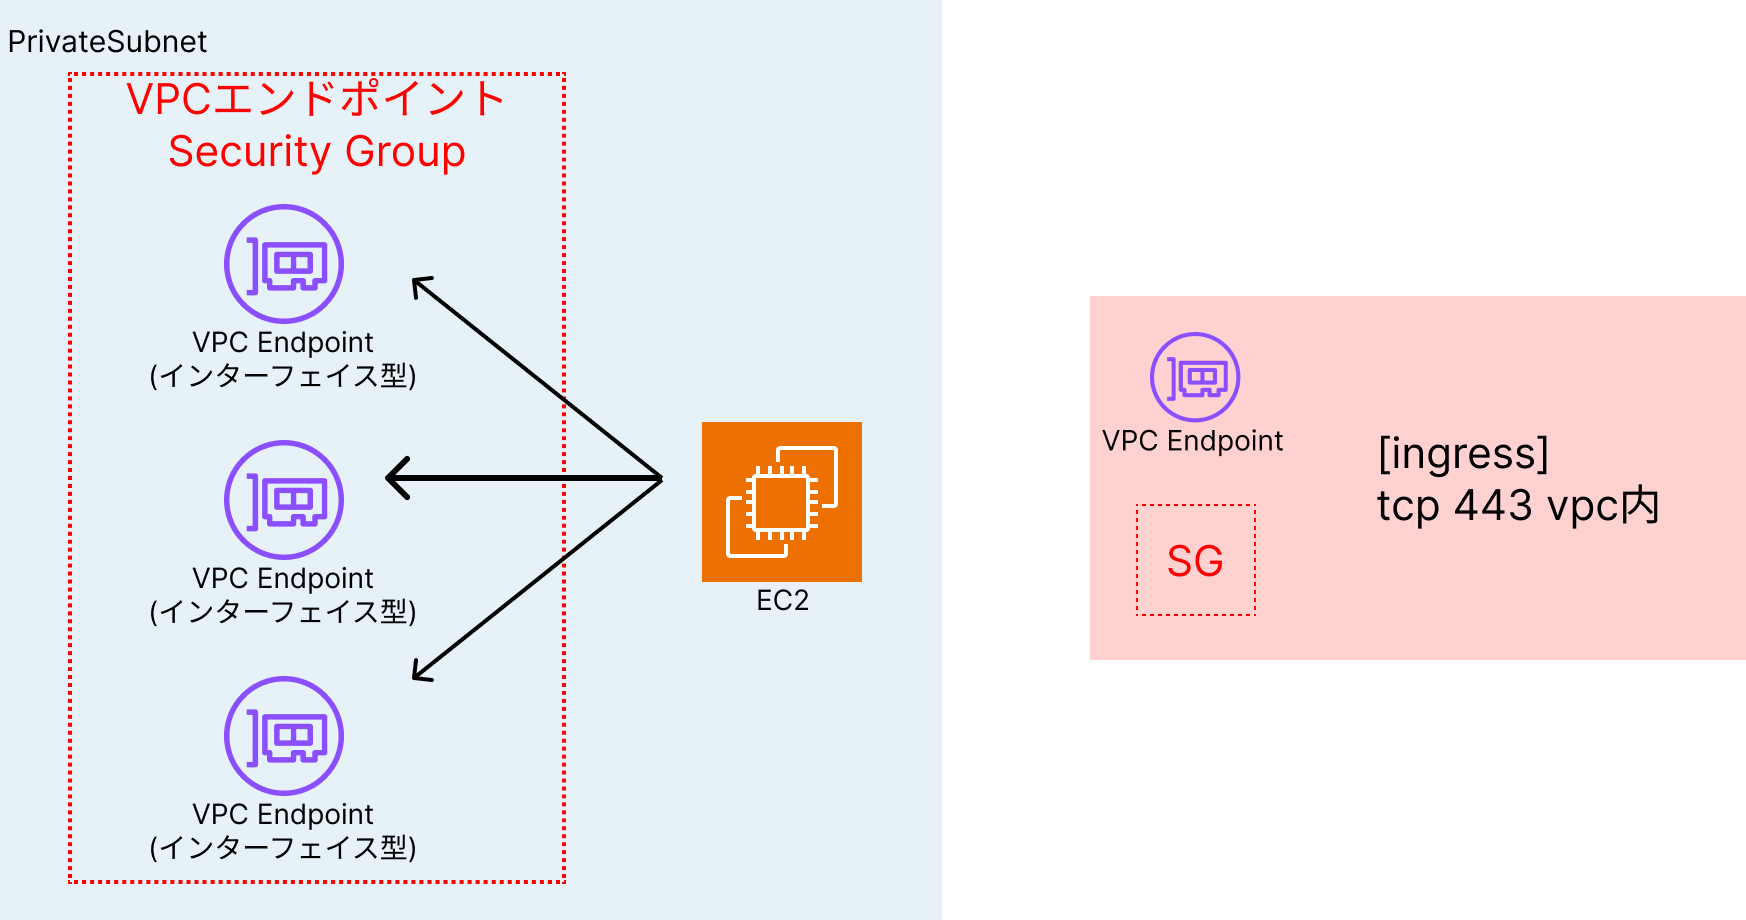 PrivateSubnet
VPCエンドポイント
Security Group
VPC Endpoint
(インターフェイス型)
VPC Endpoint
(インターフェイス型)
VPC Endpoint
(インターフェイス型)
EC2
VPC Endpoint
SG
[ingress]
tcp 443 vpc内